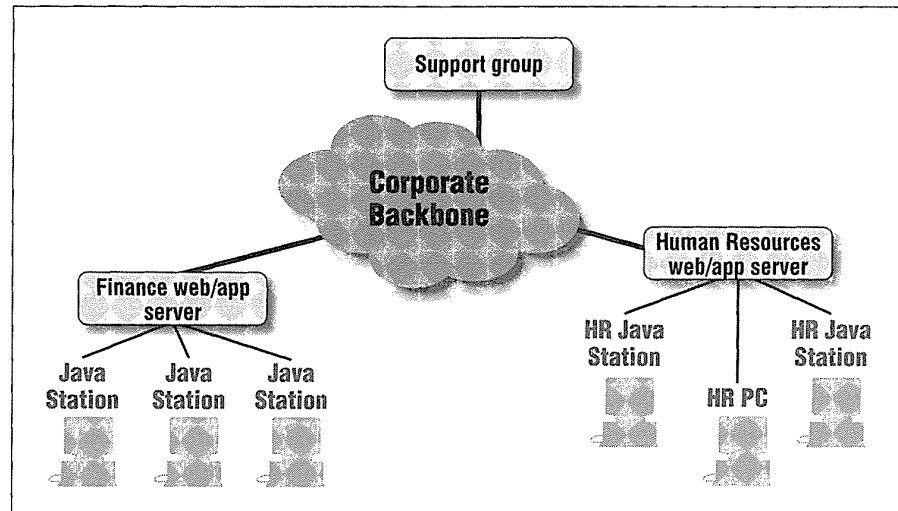 Support group
Corporate
Backbone
Human Resources
web/app server
Finance web/app
server
HR Java
Station
HR Java
Station
HR PC
Java
Station
Java
Station
Java
Station